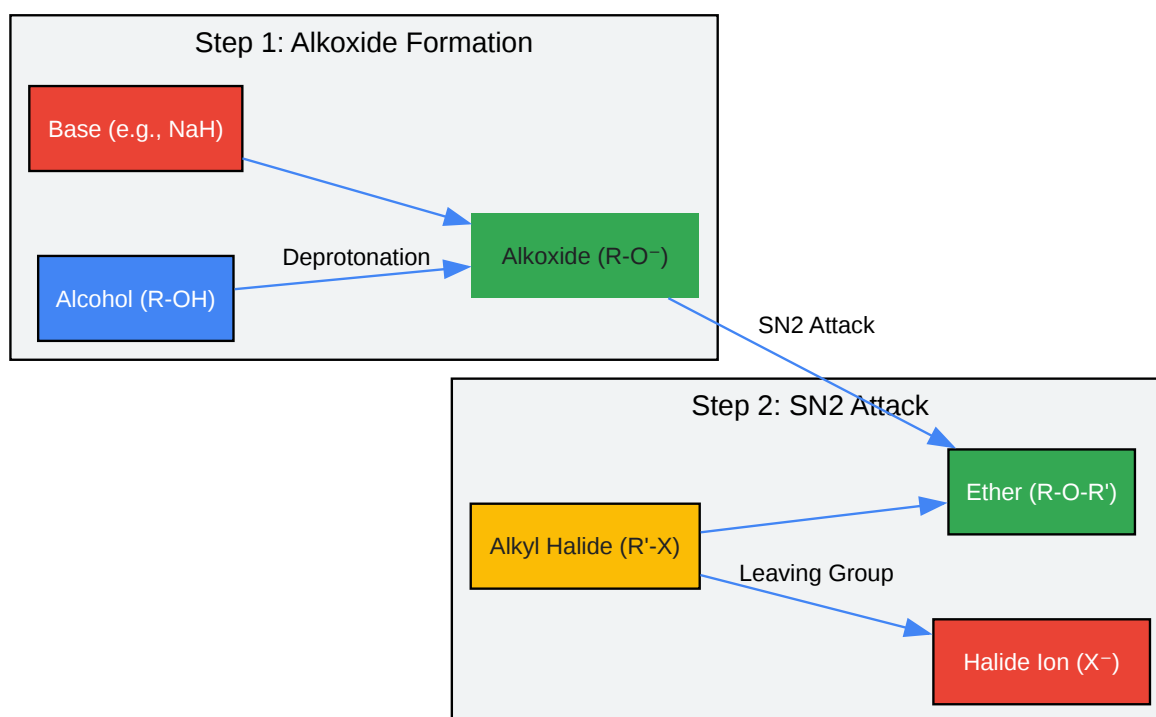 Step 1: Alkoxide Formation
Base (e.g., NaH)
Deprotonation
Alkoxide (R-O⁻)
Alcohol (R-OH)
SN2 Attack
Step 2: SN2 Attack
Ether (R-O-R')
Alkyl Halide (R'-X)
Leaving Group
Halide Ion (X⁻)